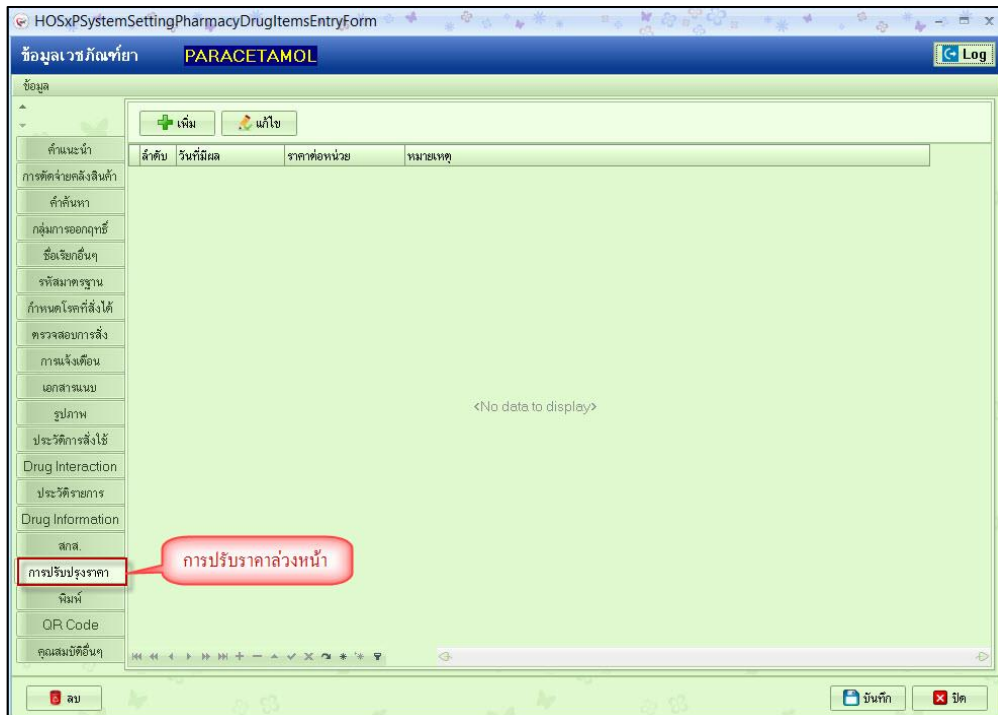 HOSxPSystemSettingPharmacyDrugItemsEntryForm
ข้อมูลเวชภัณฑ์ยา PARACETAMOL Log
ข้อมูล
เพิ่ม แก้ไข
ลำดับ วันที่มีผล ราคาต่อหน่วย หมายเหตุ
คำแนะนำ
การตัดจ่ายคลังสินค้า
คำค้นหา
กลุ่มการออกฤทธิ์
ชื่อเรียกอื่นๆ
รหัสมาตรฐาน
กำหนดโรคที่สั่งได้
ตรวจสอบการสั่ง
การแจ้งเตือน
เอกสารแนบ
<No data to display>
รูปภาพ
ประวัติการสั่งใช้
Drug Interaction
ประวัติรายการ
Drug Information
สกส.
การปรับราคาล่วงหน้า
การปรับปรุงราคา
พิมพ์
QR Code
คุณสมบัติอื่นๆ
ลบ บันทึก ปิด